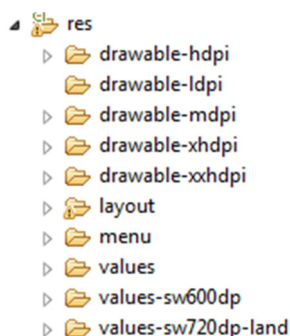 res
drawable-hdpi
drawable-ldpi
drawable-mdpi
drawable-xhdpi
drawable-xxhdpi
layout
menu
values
values-sw600dp
values-sw720dp-land